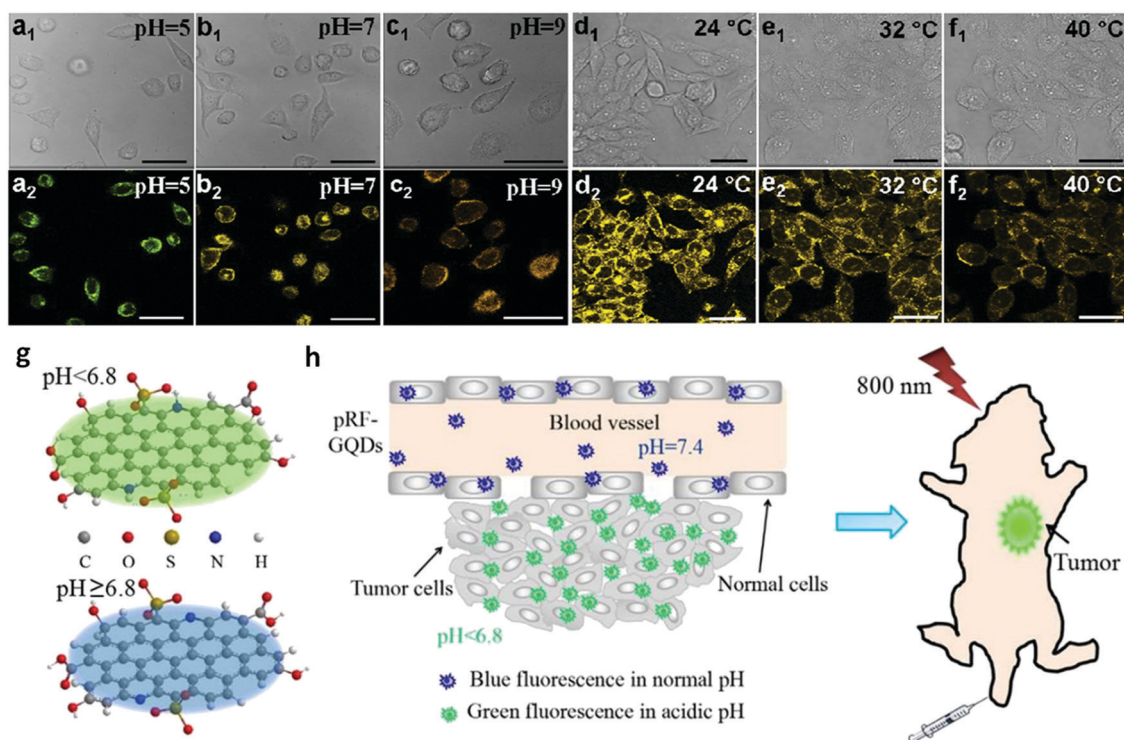 a1 pH=5
b1 pH=7
c1 pH=9
d1 24 °C
e1 32 °C
f1 40 °C
a2 pH=5
b2 pH=7
c2 pH=9
d2 24 °C
e2 32 °C
f2 40 °C
g
pH<6.8
C O S N H
pH≥6.8
h
pRF-
GQDs
Blood vessel
pH=7.4
Tumor cells
Normal cells
pH<6.8
Blue fluorescence in normal pH
Green fluorescence in acidic pH
800 nm
Tumor